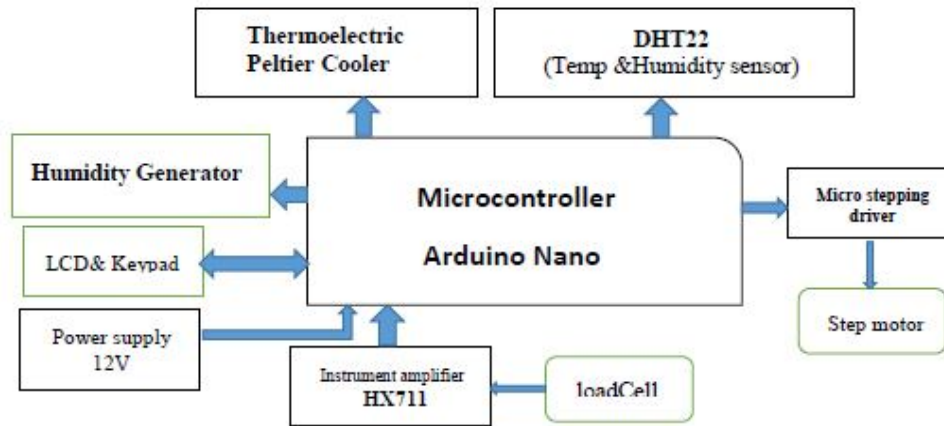 Thermoelectric
Peltier Cooler
DHT22
(Temp &Humidity sensor)
Humidity Generator
Microcontroller
Arduino Nano
Micro stepping
driver
LCD& Keypad
Power supply
12V
Step motor
Instrument amplifier
HX711
loadCell